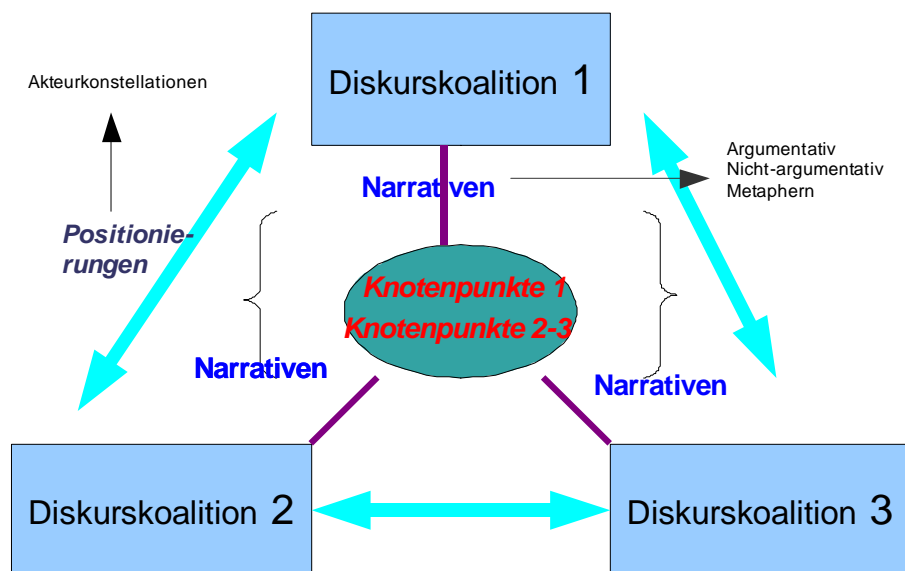 Diskurskoalition 1
Akteurkonstellationen
Argumentativ
Nicht-argumentativ
Metaphern
Narrativen
Positionie-
rungen
Knotenpunkte 1
Knotenpunkte 2-3
Narrativen
Narrativen
Diskurskoalition 2
Diskurskoalition 3